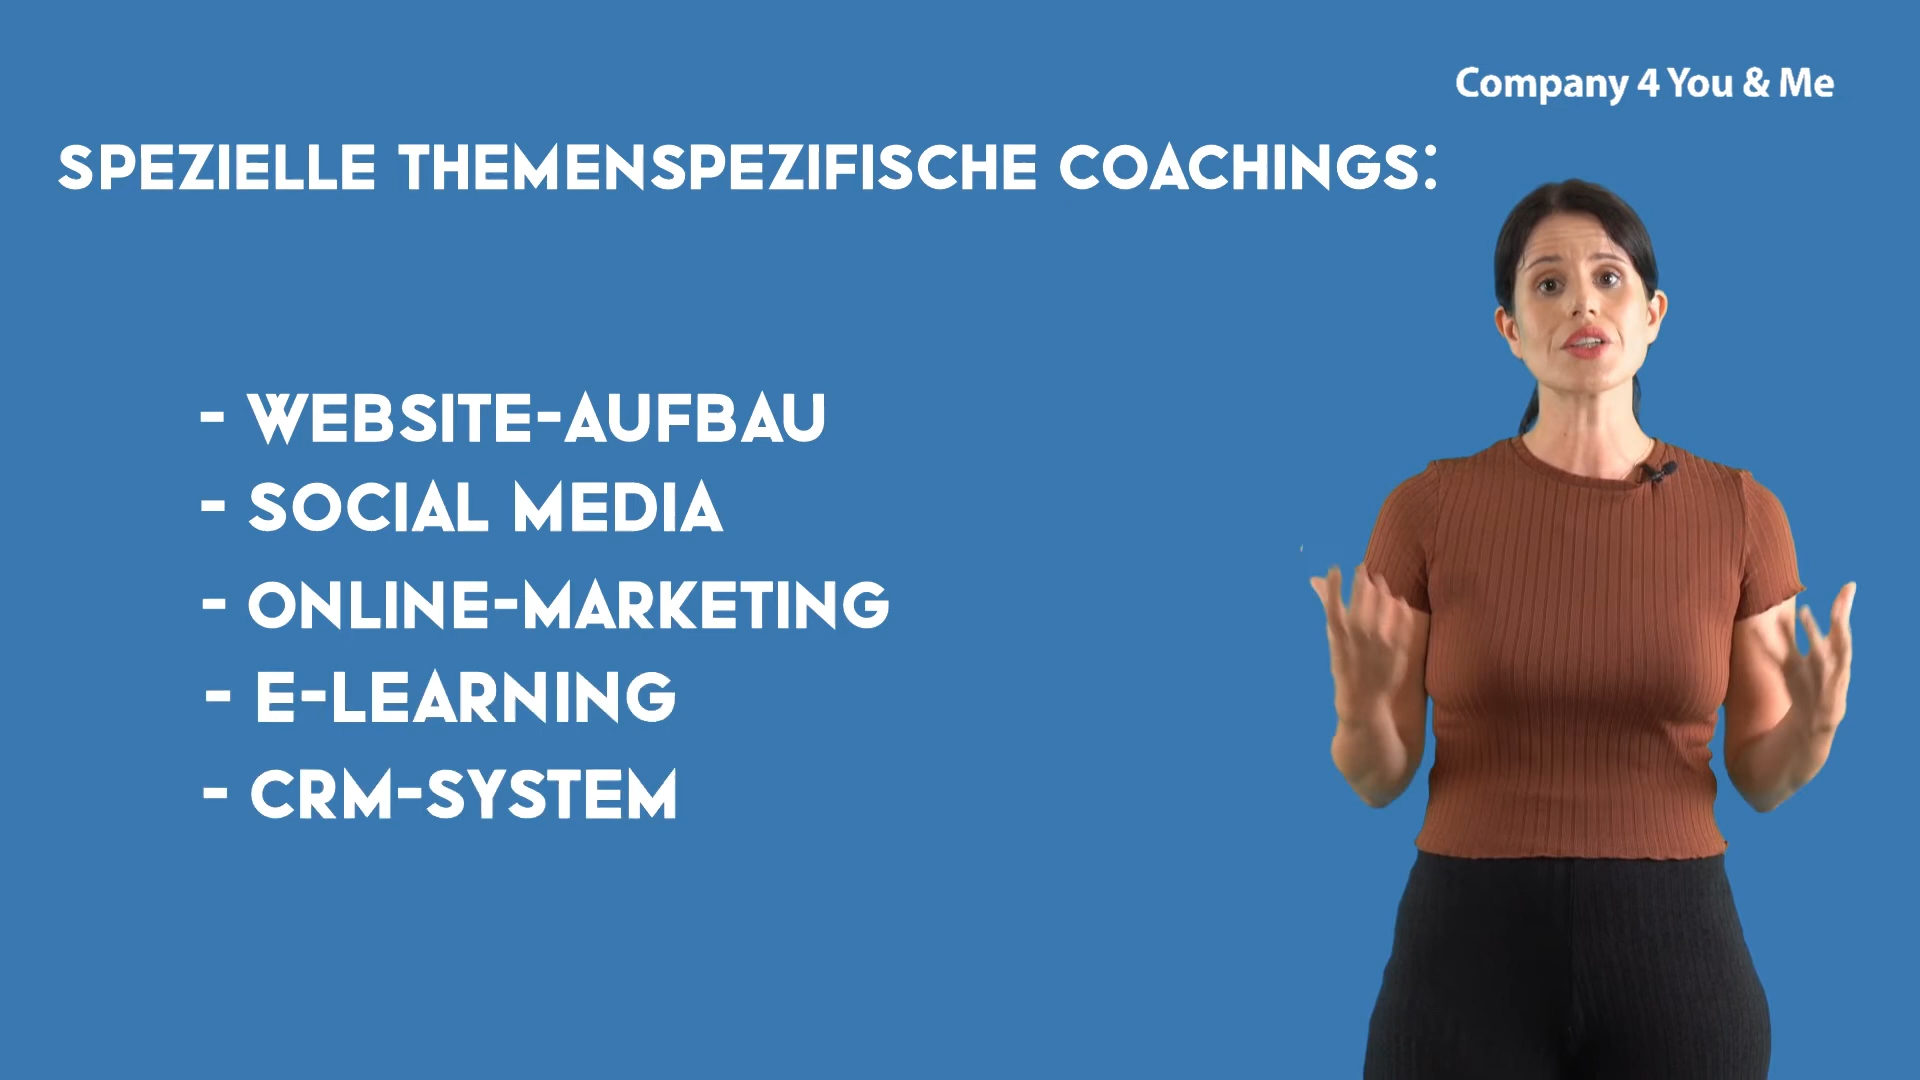 Company 4 You & Me
SPEZIELLE THEMENSPEZIFISCHE COACHINGS:
- WEBSITE-AUFBAU
- SOCIAL MEDIA
- ONLINE-MARKETING
- E-LEARNING
- CRM-SYSTEM